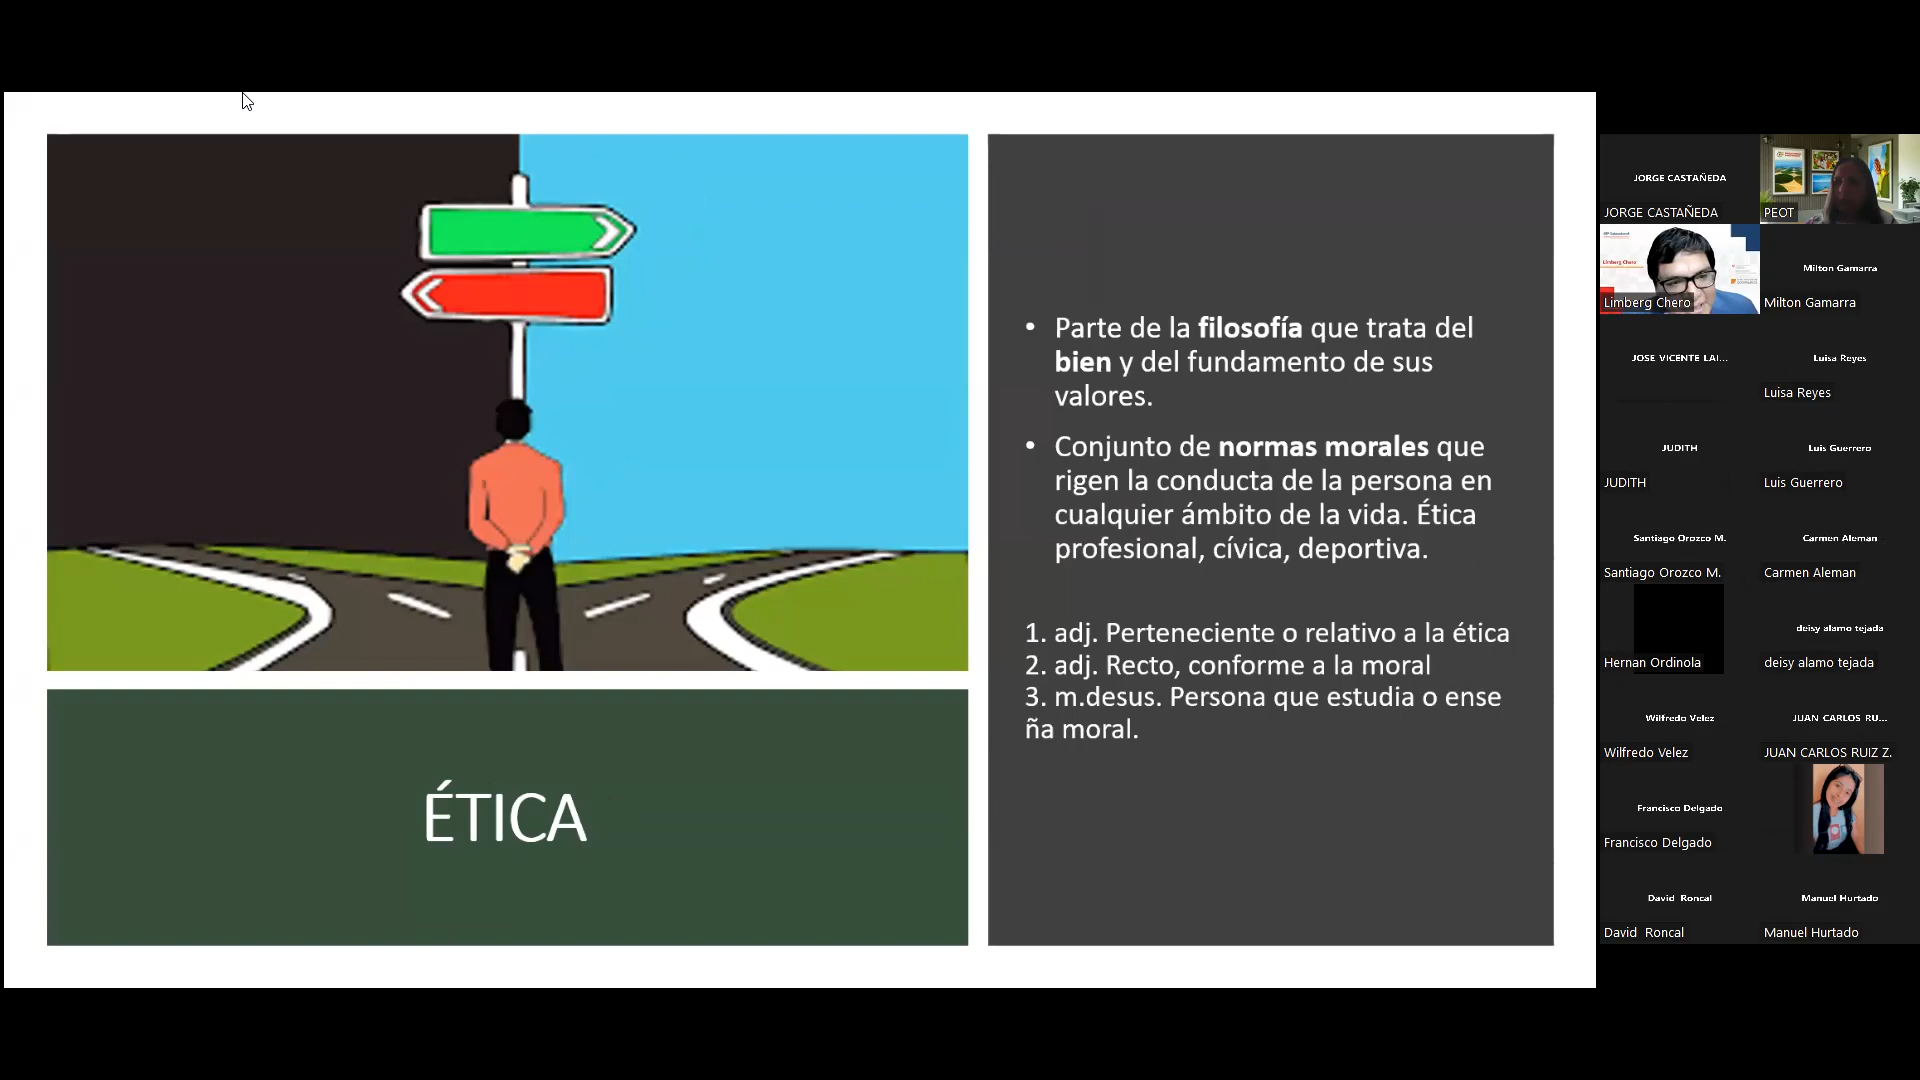 ÉTICA
• Parte de la filosofía que trata del
bien y del fundamento de sus
valores.
• Conjunto de normas morales que
rigen la conducta de la persona en
cualquier ámbito de la vida. Ética
profesional, cívica, deportiva.
1. adj. Perteneciente o relativo a la ética
2. adj. Recto, conforme a la moral
3. m.desus. Persona que estudia o ense
ña moral.
JORGE CASTAÑEDA
JORGE CASTAÑEDA
PEOT
Limberg Chero
Limberg Chero
Milton Gamarra
Milton Gamarra
JOSE VICENTE LAI...
Luisa Reyes
Luisa Reyes
JUDITH
JUDITH
Luis Guerrero
Luis Guerrero
Santiago Orozco M.
Santiago Orozco M.
Carmen Aleman
Carmen Aleman
Hernan Ordinola
deisy alamo tejada
deisy alamo tejada
Wilfredo Velez
Wilfredo Velez
JUAN CARLOS RU...
JUAN CARLOS RUIZ Z.
Francisco Delgado
Francisco Delgado
David Roncal
David Roncal
Manuel Hurtado
Manuel Hurtado